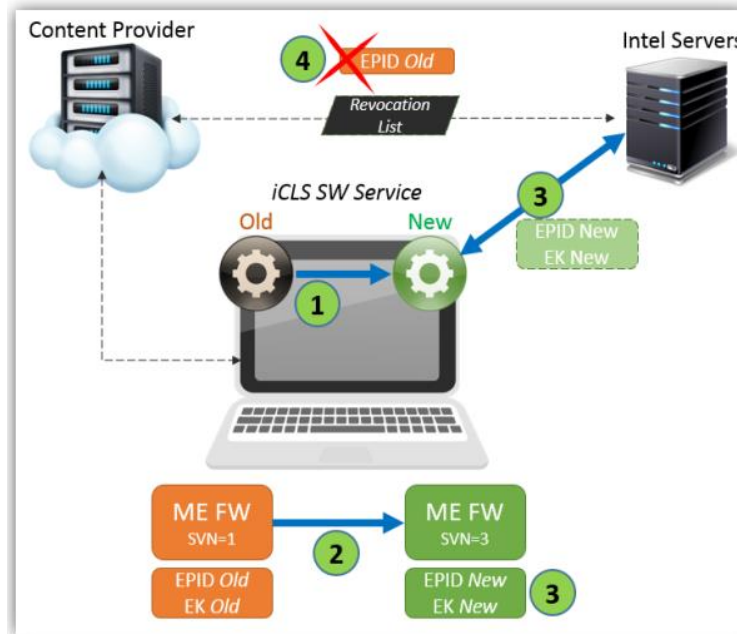 Content Provider
Intel Servers
4
EPID Old
Revocation
List
iCLS SW Service
3
Old
New
EPID New
EK New
1
ME FW
SVN=1
ME FW
SVN=3
2
EPID Old
EK Old
EPID New
EK New
3